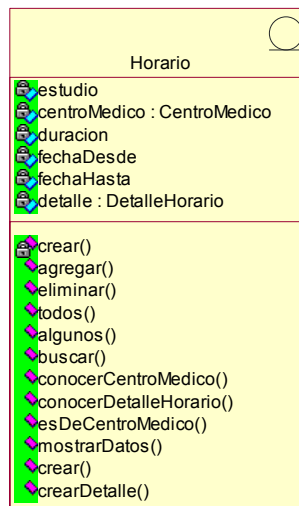 Horario
estudio
centroMedico : CentroMedico
duracion
fechaDesde
fechaHasta
detalle : DetalleHorario
crear()
agregar()
eliminar()
todos()
algunos()
buscar()
conocerCentroMedico()
conocerDetalleHorario()
esDeCentroMedico()
mostrarDatos()
crear()
crearDetalle()